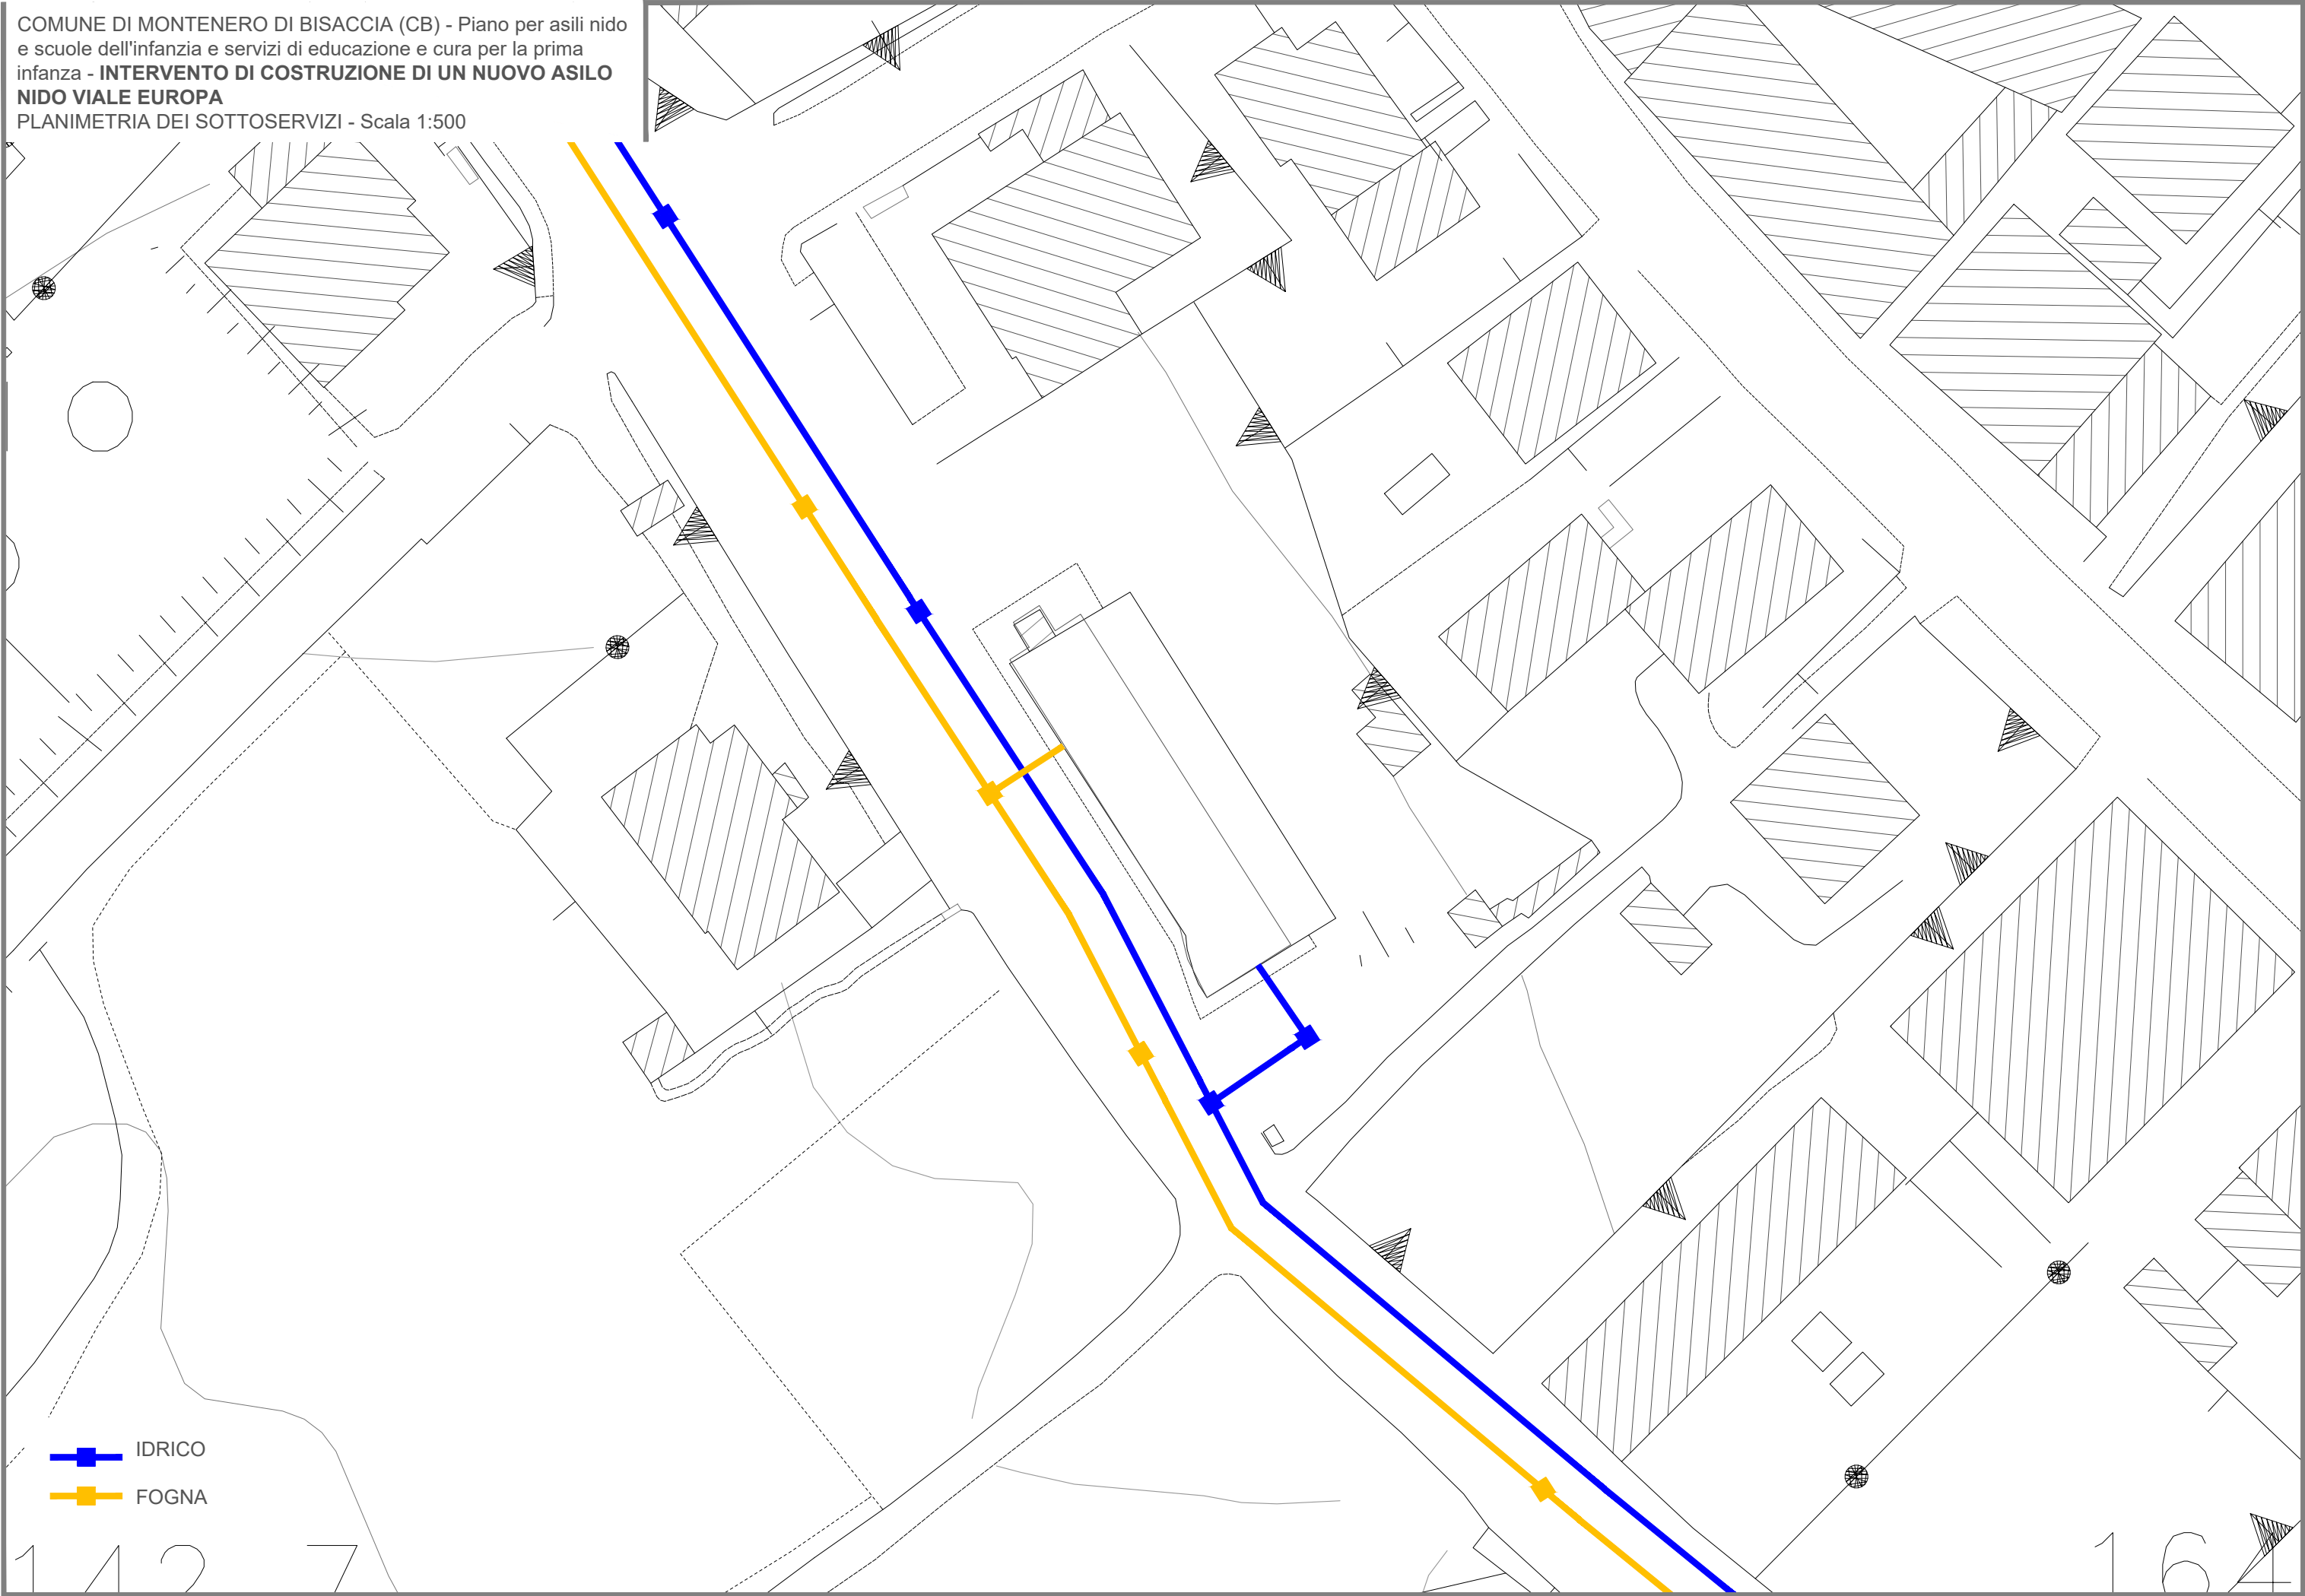 COMUNE DI MONTENERO DI BISACCIA (CB) - Piano per asili nido
e scuole dell'infanzia e servizi di educazione e cura per la prima
infanza - INTERVENTO DI COSTRUZIONE DI UN NUOVO ASILO
NIDO VIALE EUROPA
PLANIMETRIA DEI SOTTOSERVIZI - Scala 1:500
IDRICO
FOGNA